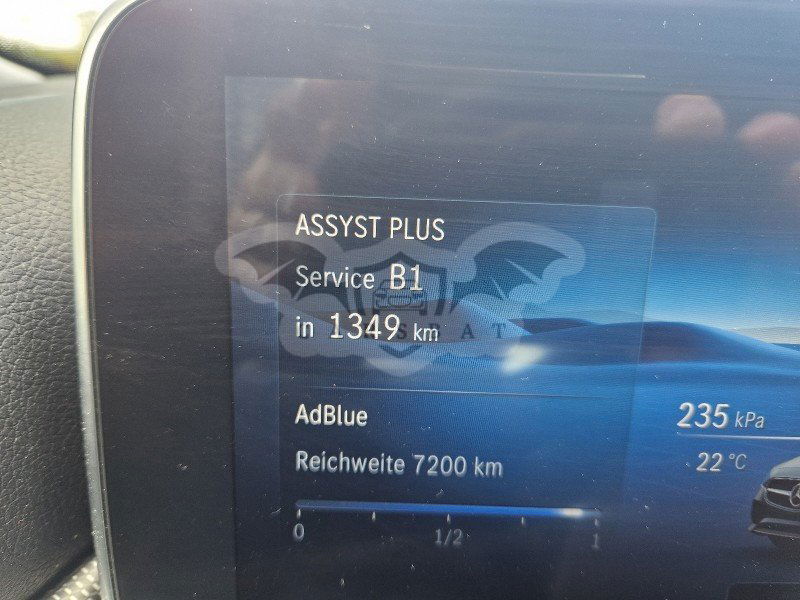 ASSYST PLUS
Service B1
in 1349 km
AdBlue
Reichweite 7200 km
0 1/2 1
235 kPa
22 °C